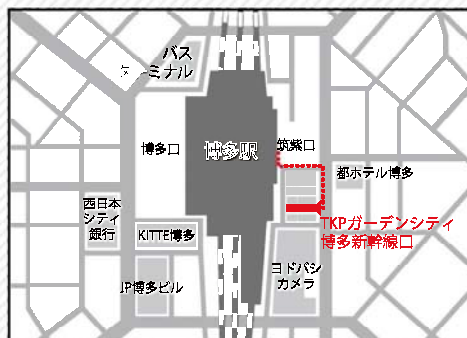 バス
ターミナル
博多口
博多駅
筑紫口
都ホテル博多
西日本
シティ
銀行
KITTE博多
TKPガーデンシティ
博多新幹線口
JP博多ビル
ヨドバシ
カメラ